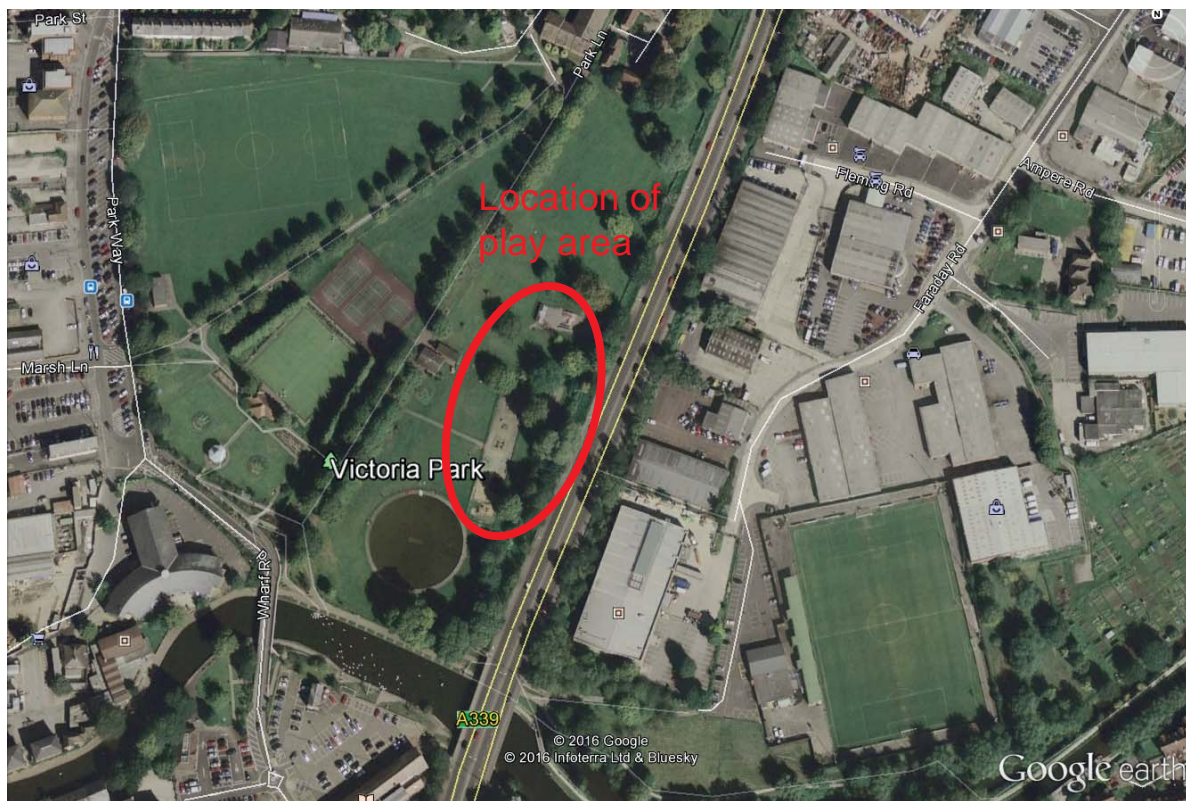 Park St
Park Ln
Park Way
Fleming Rd
Ampere Rd
Location of
play area
Faraday Rd
Marsh Ln
Victoria Park
Wharf Rd
A339
© 2016 Google
© 2016 Infoterra Ltd & Bluesky
Google earth